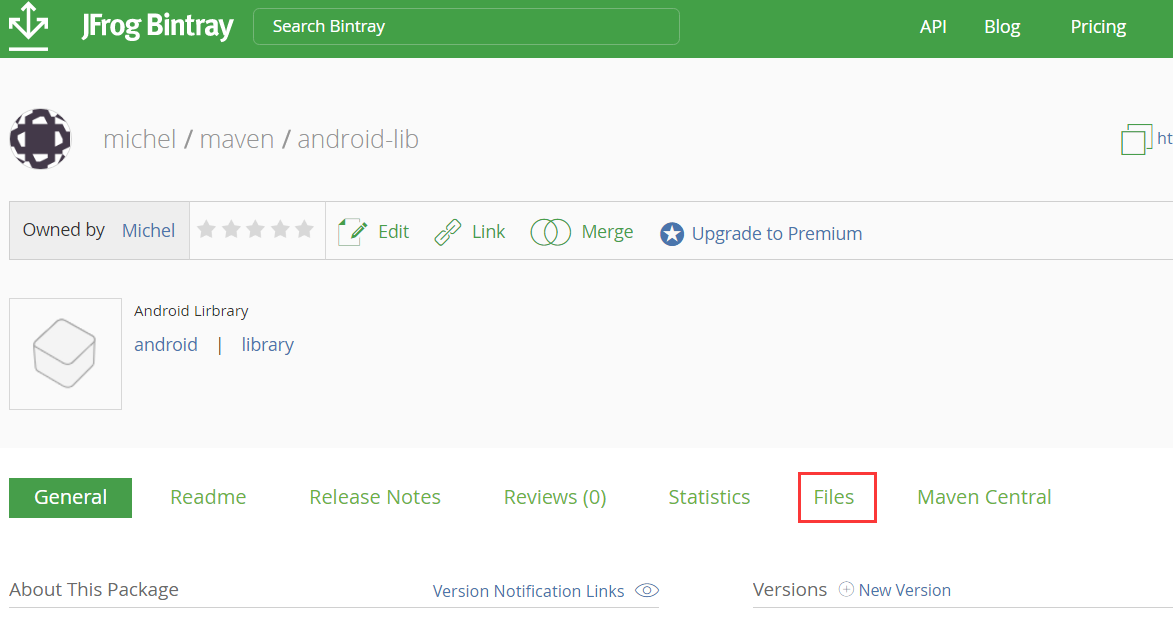 JFrog Bintray Search Bintray API Blog Pricing
michel / maven / android-lib ht
Owned by Michel Edit Link Merge Upgrade to Premium
Android Lirbrary
android | library
General Readme Release Notes Reviews (0) Statistics Files Maven Central
About This Package Version Notification Links Versions New Version